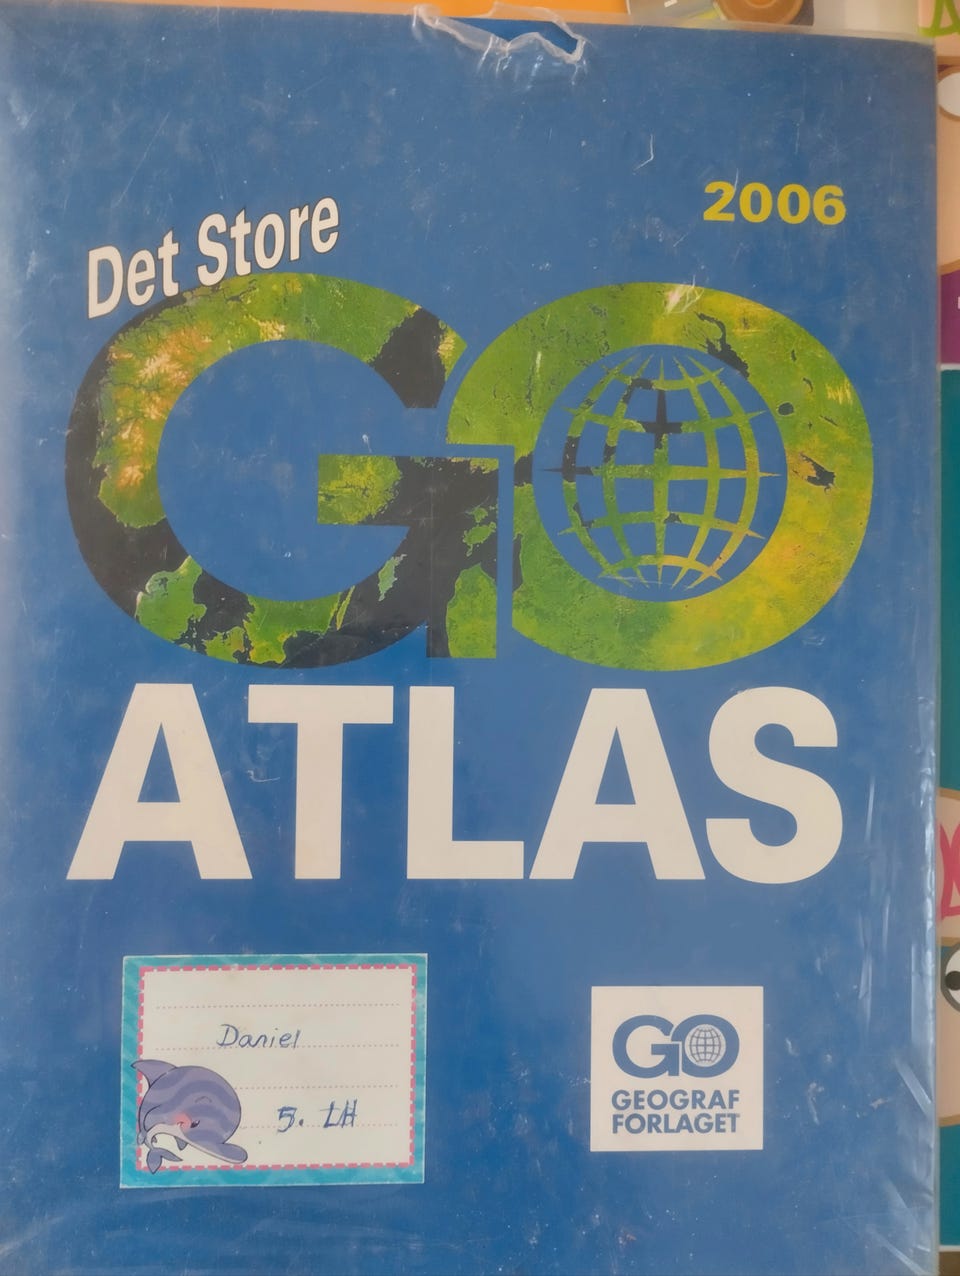 2006
Det Store
GO
ATLAS
Daniel
5. LH
GO
GEOGRAF
FORLAGET